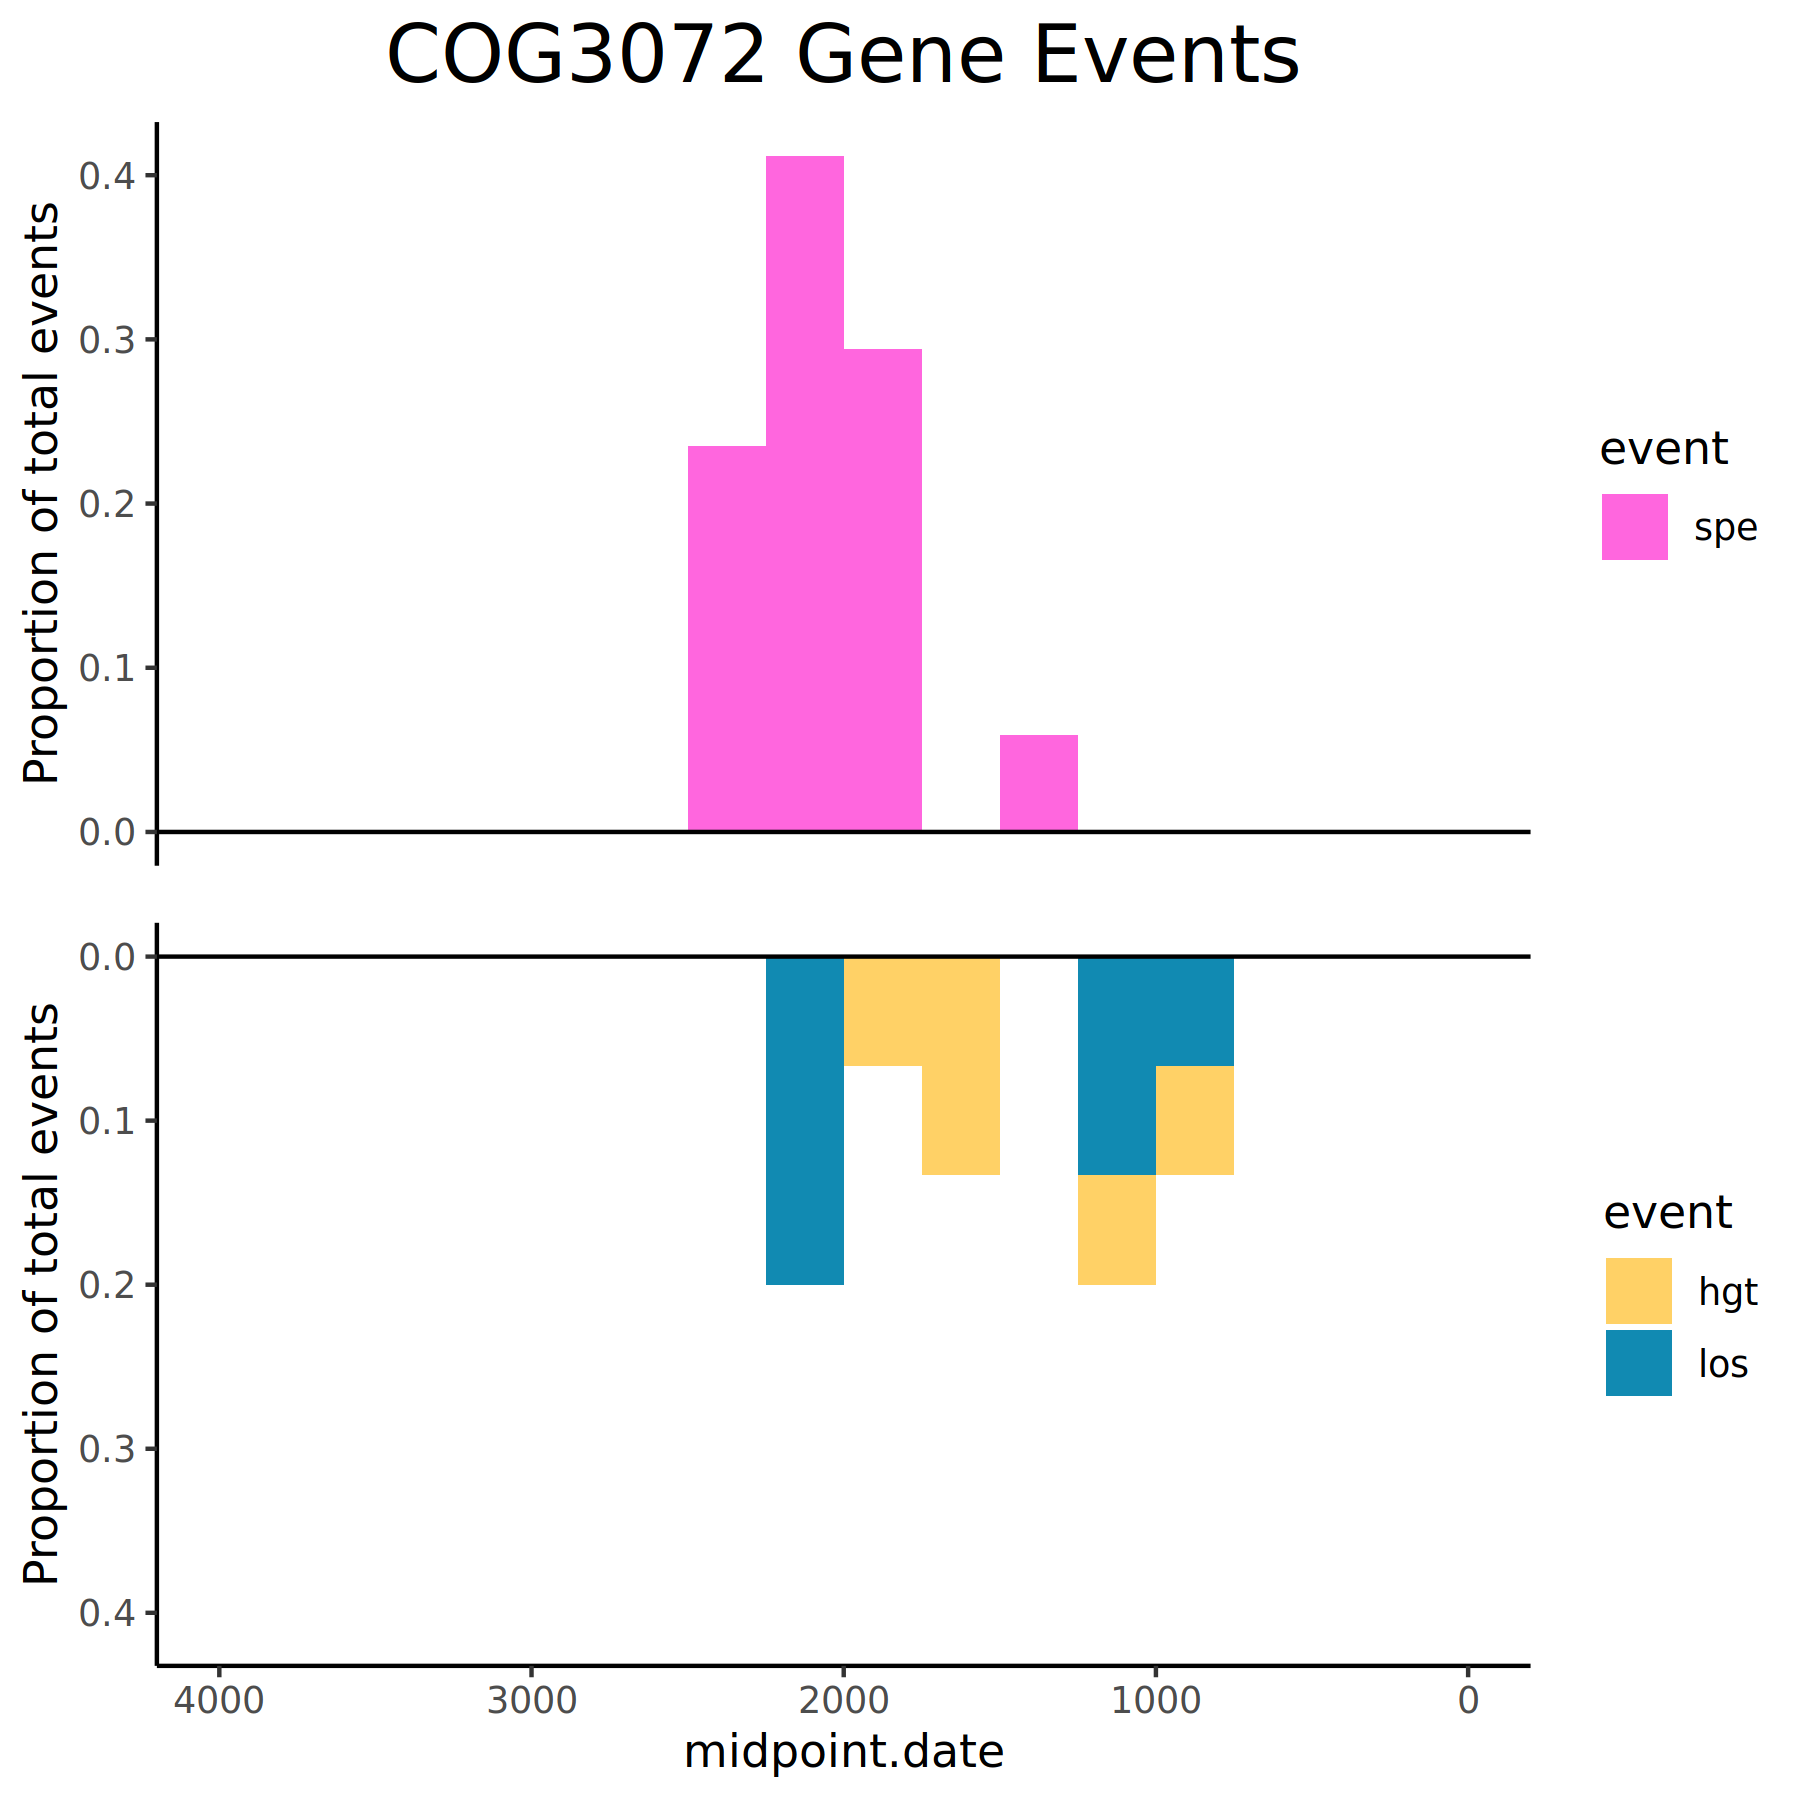 COG3072 Gene Events
Proportion of total events
0.4
0.3
0.2
0.1
0.0
event
spe
Proportion of total events
0.0
0.1
0.2
0.3
0.4
event
hgt
los
4000 3000 2000 1000 0
midpoint.date